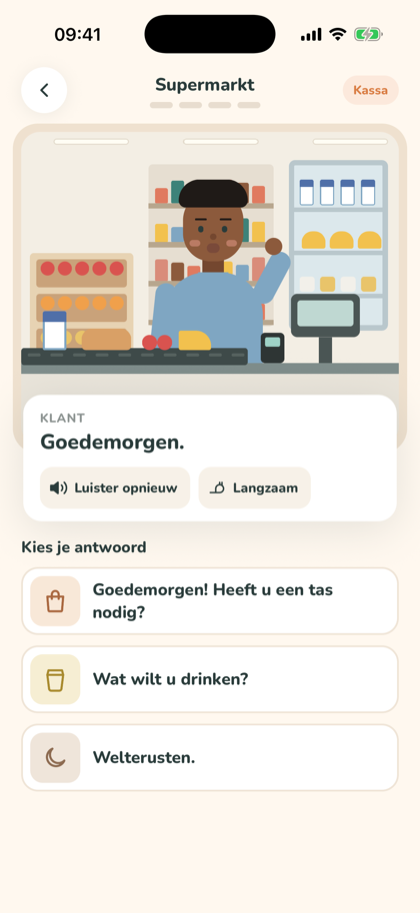 09:41
Supermarkt
Kassa
KLANT
Goedemorgen.
Luister opnieuw
Langzaam
Kies je antwoord
Goedemorgen! Heeft u een tas
nodig?
Wat wilt u drinken?
Welterusten.